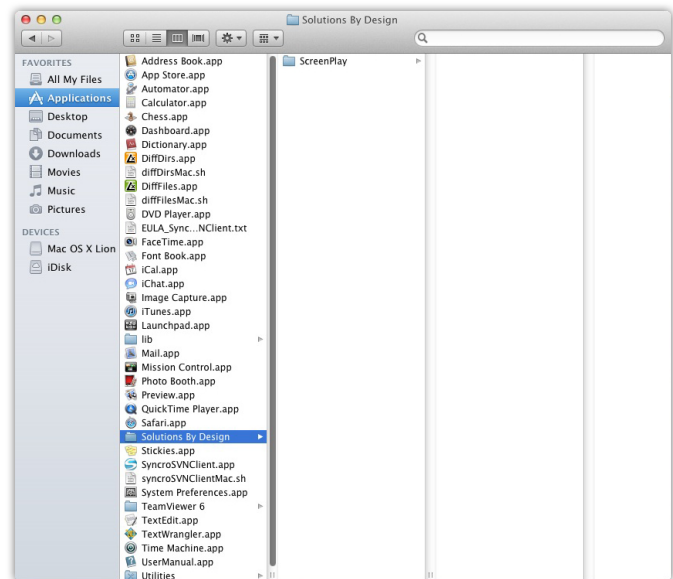 Solutions By Design
FAVORITES
All My Files
Applications
Desktop
Documents
Downloads
Movies
Music
Pictures
DEVICES
Mac OS X Lion
iDisk
Address Book.app
App Store.app
Automator.app
Calculator.app
Chess.app
Dashboard.app
Dictionary.app
DiffDirs.app
diffDirsMac.sh
DiffFiles.app
diffFilesMac.sh
DVD Player.app
EULA_Sync...NClient.txt
FaceTime.app
Font Book.app
iCal.app
iChat.app
Image Capture.app
iTunes.app
Launchpad.app
lib
Mail.app
Mission Control.app
Photo Booth.app
Preview.app
QuickTime Player.app
Safari.app
Solutions By Design
Stickies.app
SyncroSVNClient.app
syncroSVNClientMac.sh
System Preferences.app
TeamViewer 6
TextEdit.app
TextWrangler.app
Time Machine.app
UserManual.app
Utilities
ScreenPlay